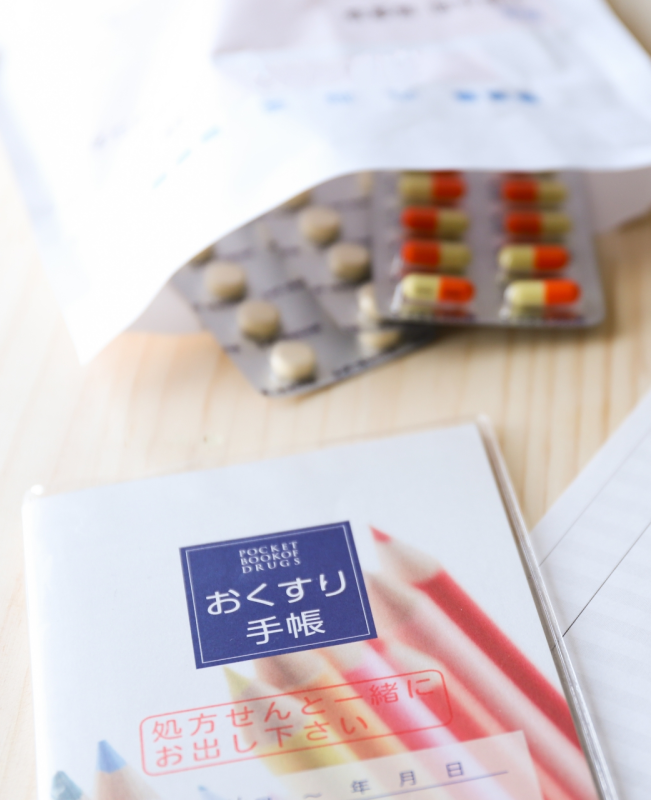 POCKET
BOOK OF
DRUGS
おくすり
手帳
処方せんと一緒に
お出し下さい
～ 年 月 日